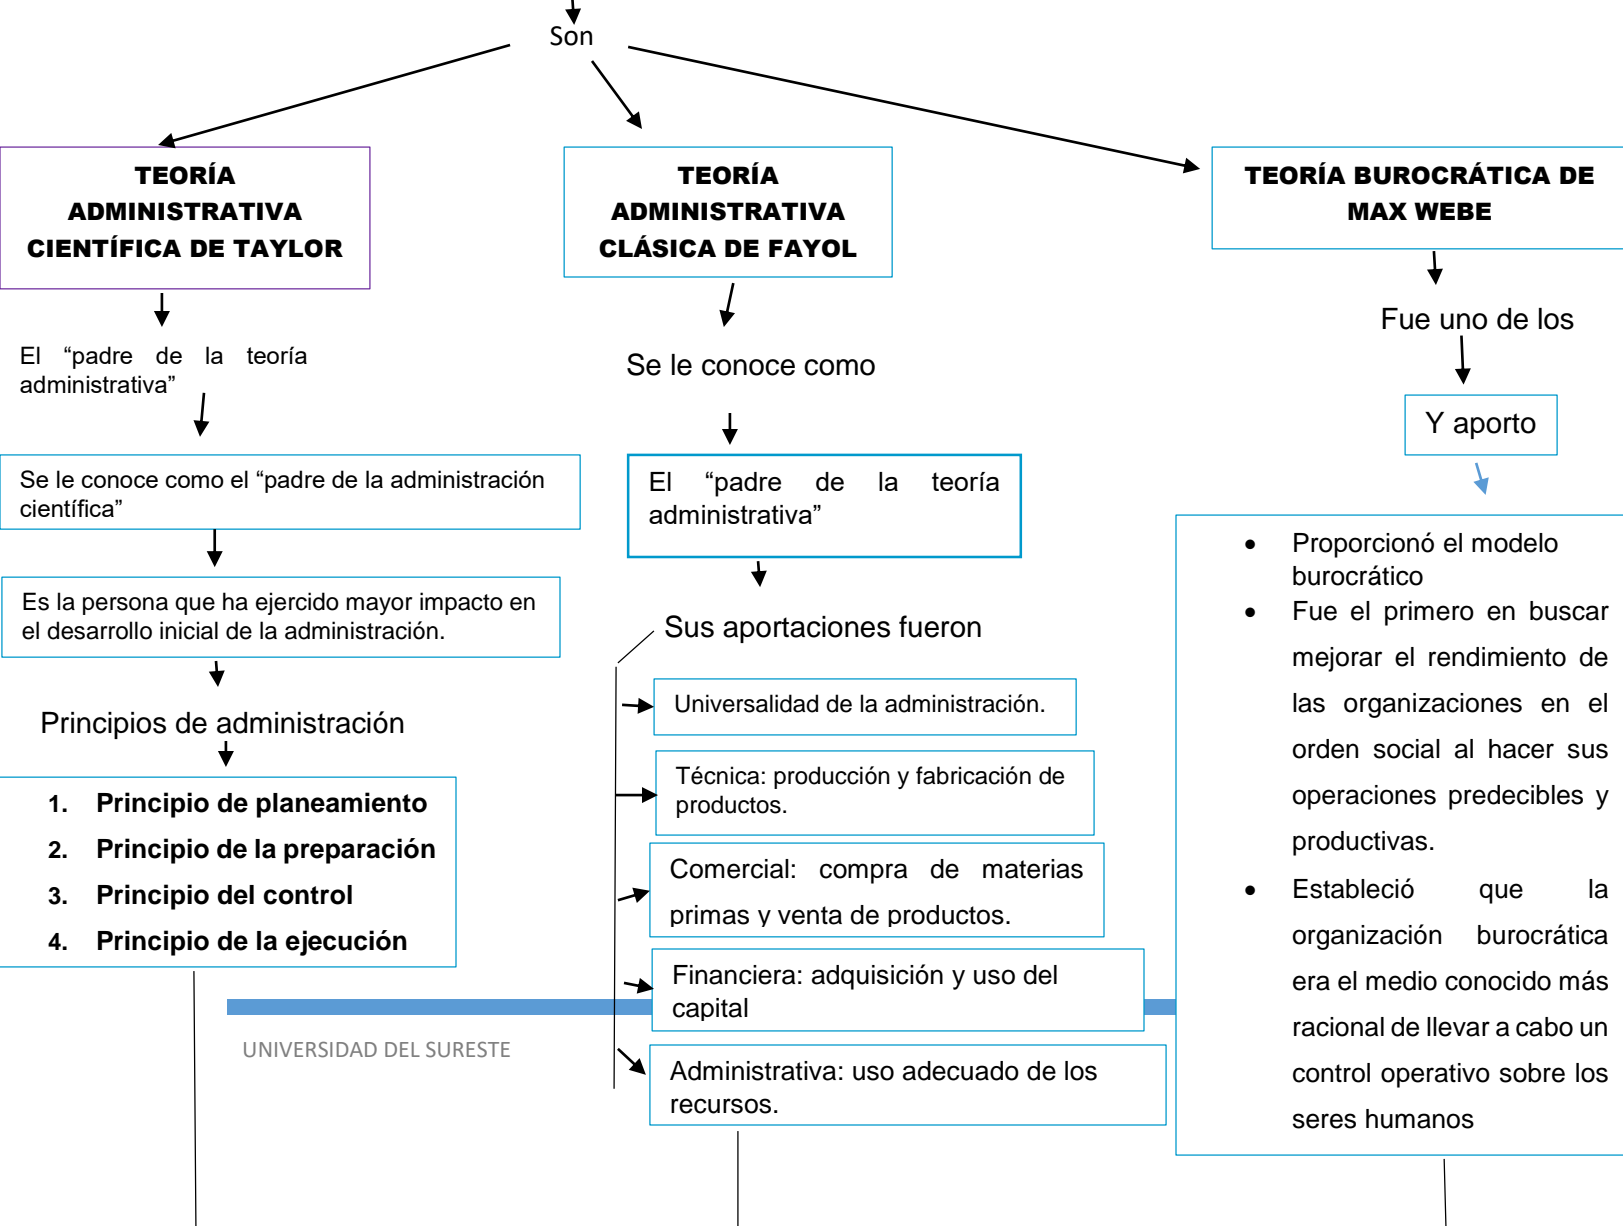 Son
TEORÍA
ADMINISTRATIVA
CIENTÍFICA DE TAYLOR
El “padre de la teoría
administrativa”
Se le conoce como el “padre de la administración
científica”
Es la persona que ha ejercido mayor impacto en
el desarrollo inicial de la administración.
Principios de administración
1. Principio de planeamiento
2. Principio de la preparación
3. Principio del control
4. Principio de la ejecución
TEORÍA
ADMINISTRATIVA
CLÁSICA DE FAYOL
Se le conoce como
El “padre de la teoría
administrativa”
Sus aportaciones fueron
Universalidad de la administración.
Técnica: producción y fabricación de
productos.
Comercial: compra de materias
primas y venta de productos.
Financiera: adquisición y uso del
capital
Administrativa: uso adecuado de los
recursos.
TEORÍA BUROCRÁTICA DE
MAX WEBE
Fue uno de los
Y aporto
• Proporcionó el modelo
burocrático
• Fue el primero en buscar
mejorar el rendimiento de
las organizaciones en el
orden social al hacer sus
operaciones predecibles y
productivas.
• Estableció que la
organización burocrática
era el medio conocido más
racional de llevar a cabo un
control operativo sobre los
seres humanos
UNIVERSIDAD DEL SURESTE